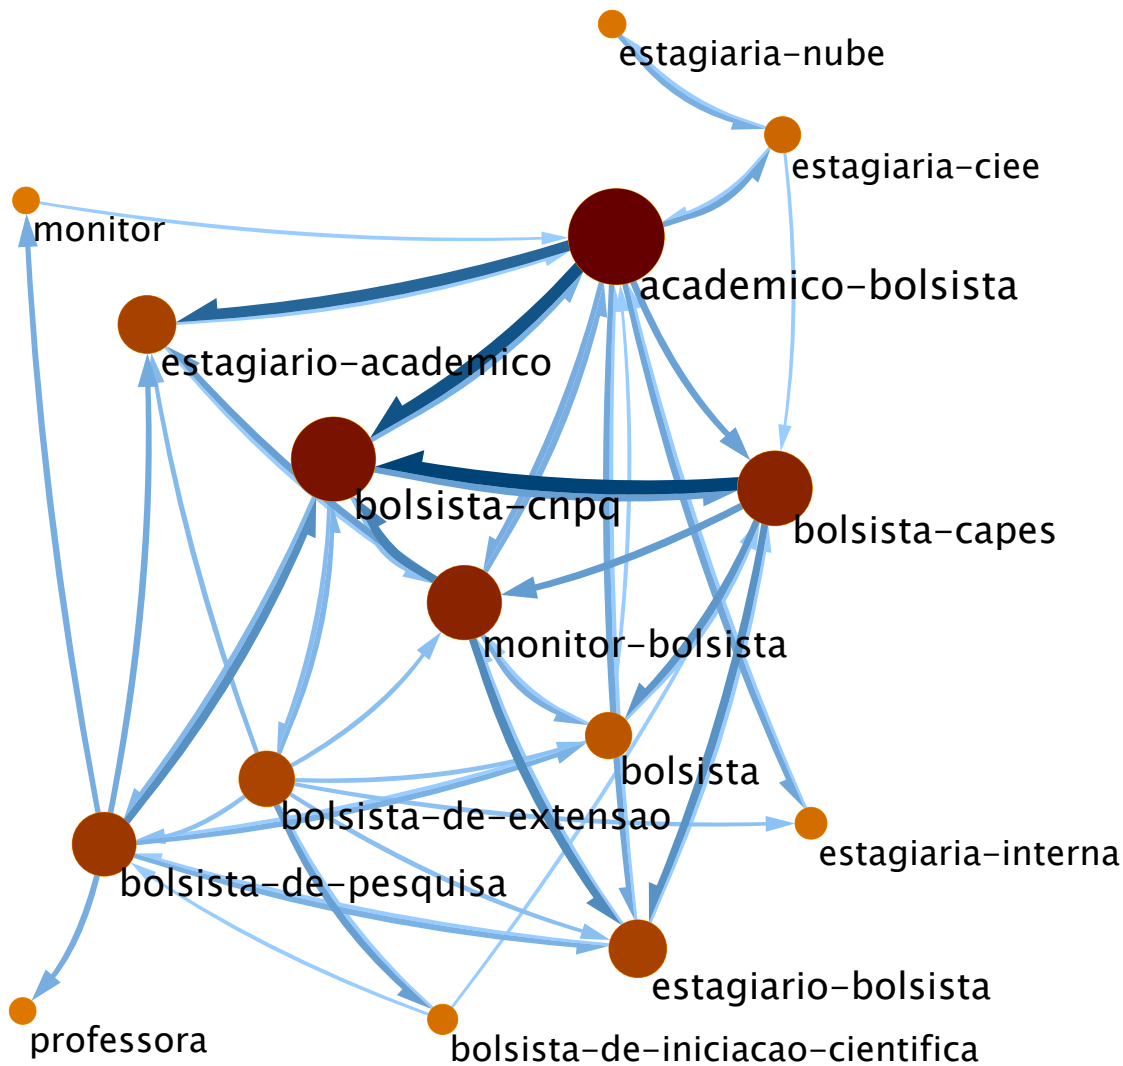 estagiaria-nube
estagiaria-ciee
monitor
academico-bolsista
estagiario-academico
bolsista-cnpq
bolsista-capes
monitor-bolsista
bolsista
bolsista-de-extensao
estagiaria-interna
bolsista-de-pesquisa
estagiario-bolsista
professora
bolsista-de-iniciacao-cientifica